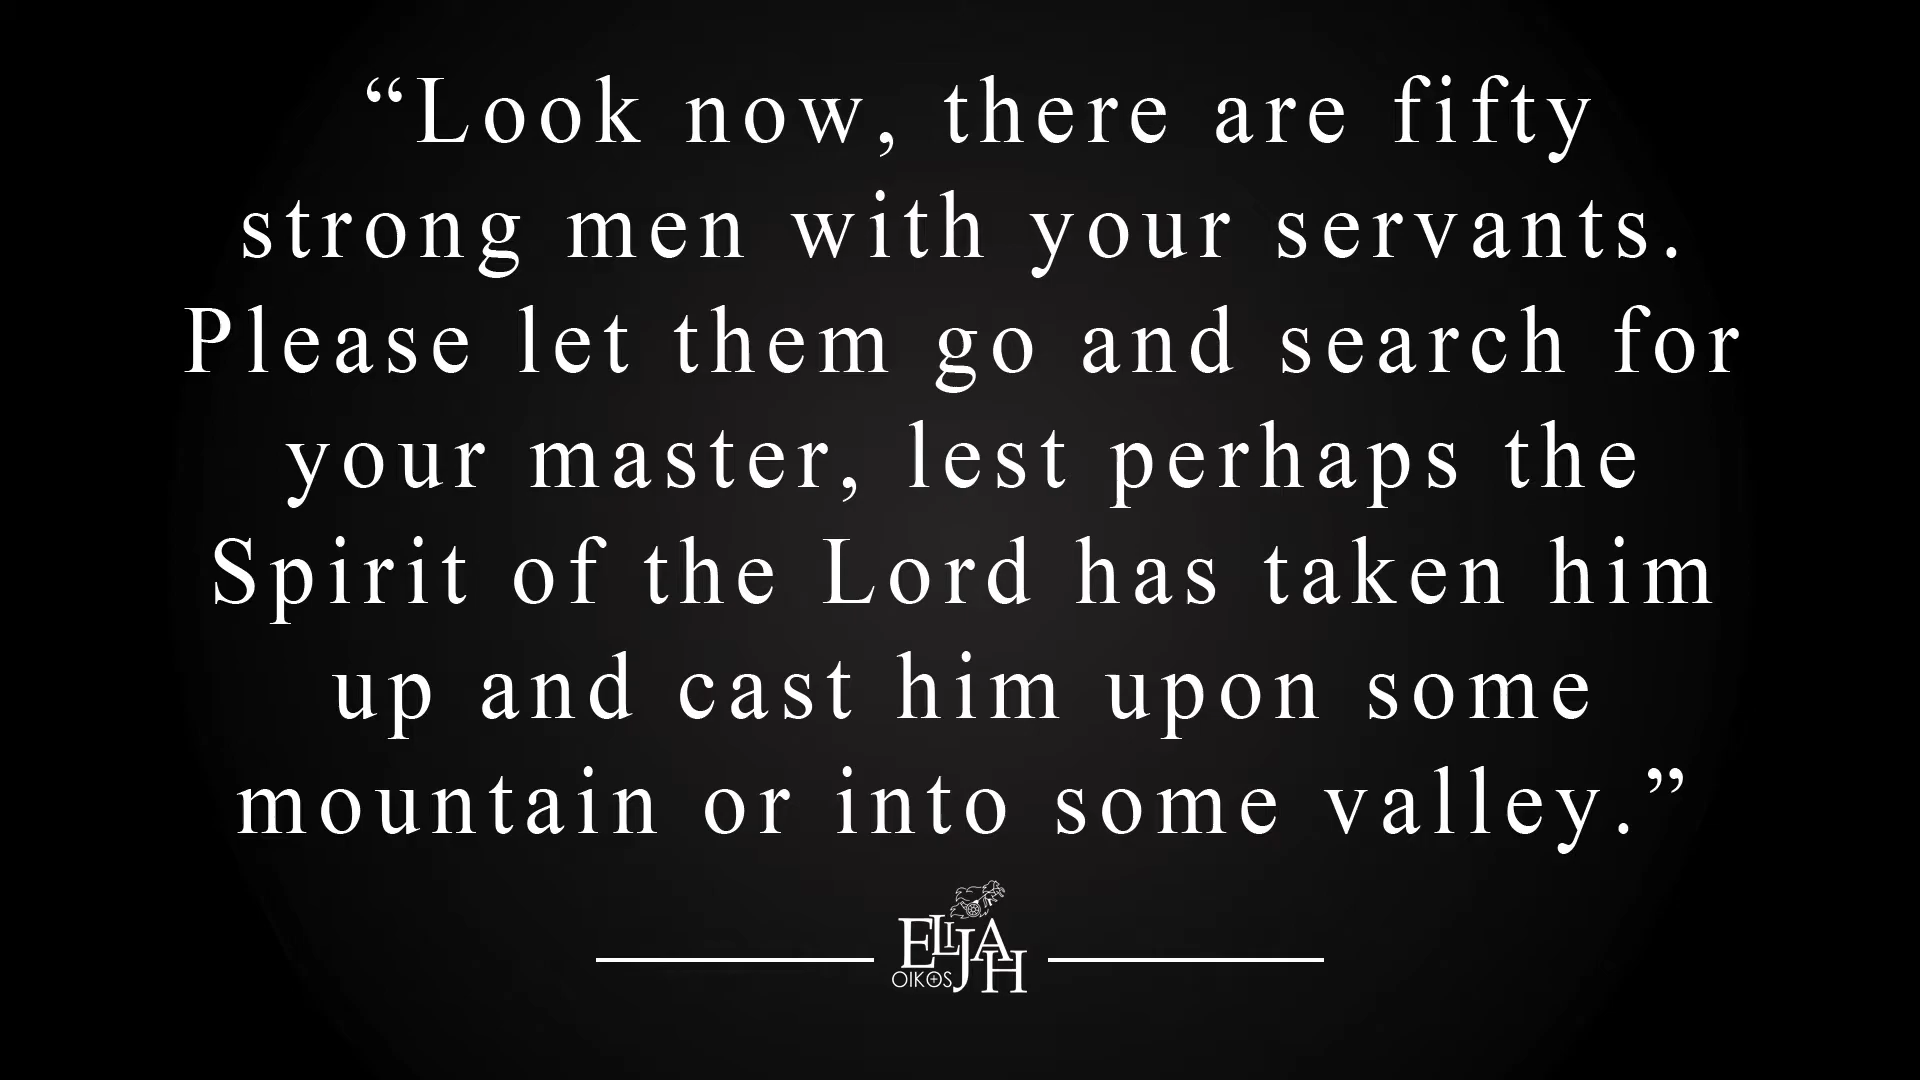 “Look now, there are fifty
strong men with your servants.
Please let them go and search for
your master, lest perhaps the
Spirit of the Lord has taken him
up and cast him upon some
mountain or into some valley.”
ELIJAH
OIKOS